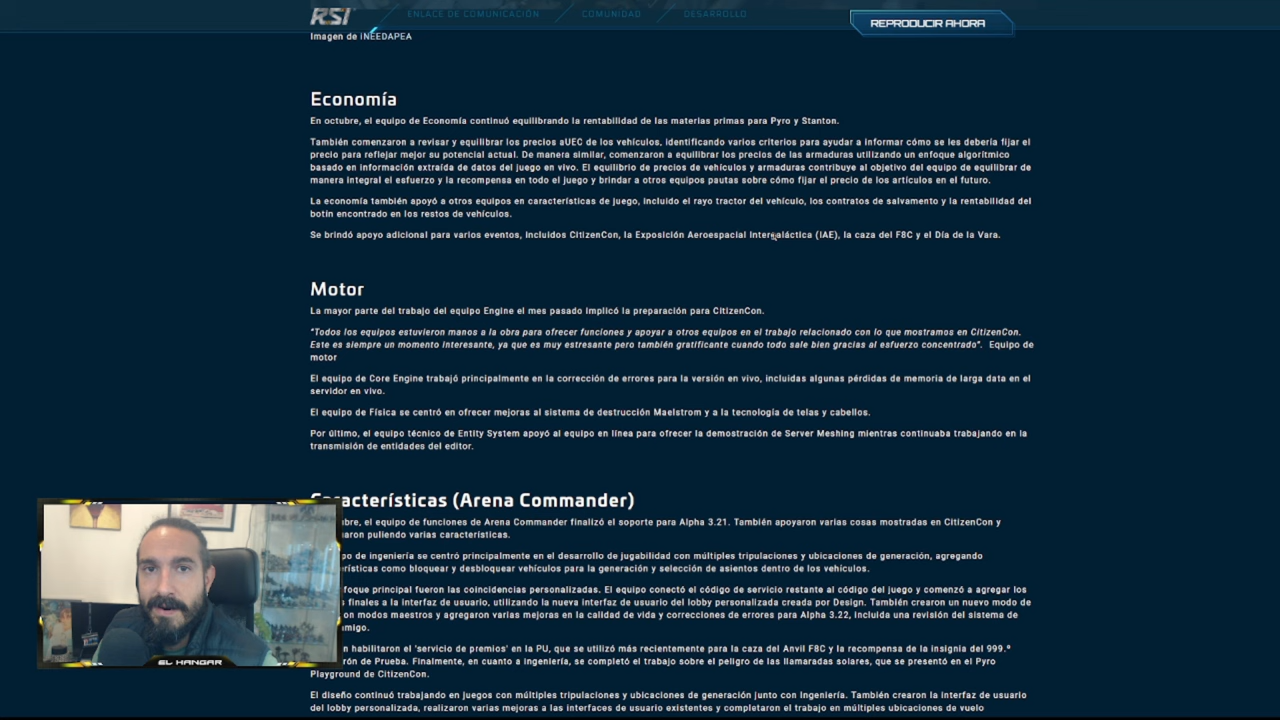 RSI
ENLACE DE COMUNICACIÓN
COMUNIDAD
DESARROLLO
REPRODUCIR AHORA
Imagen de INEEDAPEA
Economía
En octubre, el equipo de Economía continuó equilibrando la rentabilidad de las materias primas para Pyro y Stanton.
También comenzaron a revisar y equilibrar los precios aUEC de los vehículos, identificando varios criterios para ayudar a informar cómo se les debería fijar el
precio para reflejar mejor su potencial actual. De manera similar, comenzaron a equilibrar los precios de las armaduras utilizando un enfoque algorítmico
basado en información extraída de datos del juego en vivo. El equilibrio de precios de vehículos y armaduras contribuye al objetivo del equipo de equilibrar de
manera integral el esfuerzo y la recompensa en todo el juego y brindar a otros equipos pautas sobre cómo fijar el precio de los artículos en el futuro.
La economía también apoyó a otros equipos en características de juego, incluido el rayo tractor del vehículo, los contratos de salvamento y la rentabilidad del
botín encontrado en los restos de vehículos.
Se brindó apoyo adicional para varios eventos, incluidos CitizenCon, la Exposición Aeroespacial Intergaláctica (IAE), la caza del F8C y el Día de la Vara.
Motor
La mayor parte del trabajo del equipo Engine el mes pasado implicó la preparación para CitizenCon.
"Todos los equipos estuvieron manos a la obra para ofrecer funciones y apoyar a otros equipos en el trabajo relacionado con lo que mostramos en CitizenCon.
Este es siempre un momento interesante, ya que es muy estresante pero también gratificante cuando todo sale bien gracias al esfuerzo concentrado". Equipo de
motor
El equipo de Core Engine trabajó principalmente en la corrección de errores para la versión en vivo, incluidas algunas pérdidas de memoria de larga data en el
servidor en vivo.
El equipo de Física se centró en ofrecer mejoras al sistema de destrucción Maelstrom y a la tecnología de telas y cabellos.
Por último, el equipo técnico de Entity System apoyó al equipo en línea para ofrecer la demostración de Server Meshing mientras continuaba trabajando en la
transmisión de entidades del editor.
Características (Arena Commander)
bre, el equipo de funciones de Arena Commander finalizó el soporte para Alpha 3.21. También apoyaron varias cosas mostradas en CitizenCon y
uaron puliendo varias características.
po de ingeniería se centró principalmente en el desarrollo de jugabilidad con múltiples tripulaciones y ubicaciones de generación, agregando
erísticas como bloquear y desbloquear vehículos para la generación y selección de asientos dentro de los vehículos.
foque principal fueron las coincidencias personalizadas. El equipo conectó el código de servicio restante al código del juego y comenzó a agregar los
s finales a la interfaz de usuario, utilizando la nueva interfaz de usuario del lobby personalizada creada por Design. También crearon un nuevo modo de
on modos maestros y agregaron varias mejoras en la calidad de vida y correcciones de errores para Alpha 3.22, incluida una revisión del sistema de
migo.
n habilitaron el 'servicio de premios' en la PU, que se utilizó más recientemente para la caza del Anvil F8C y la recompensa de la insignia del 999.º
rón de Prueba. Finalmente, en cuanto a ingeniería, se completó el trabajo sobre el peligro de las llamaradas solares, que se presentó en el Pyro
Playground de CitizenCon.
El diseño continuó trabajando en juegos con múltiples tripulaciones y ubicaciones de generación junto con Ingeniería. También crearon la interfaz de usuario
del lobby personalizada, realizaron varias mejoras a las interfaces de usuario existentes y completaron el trabajo en múltiples ubicaciones de vuelo
EL HANGAR